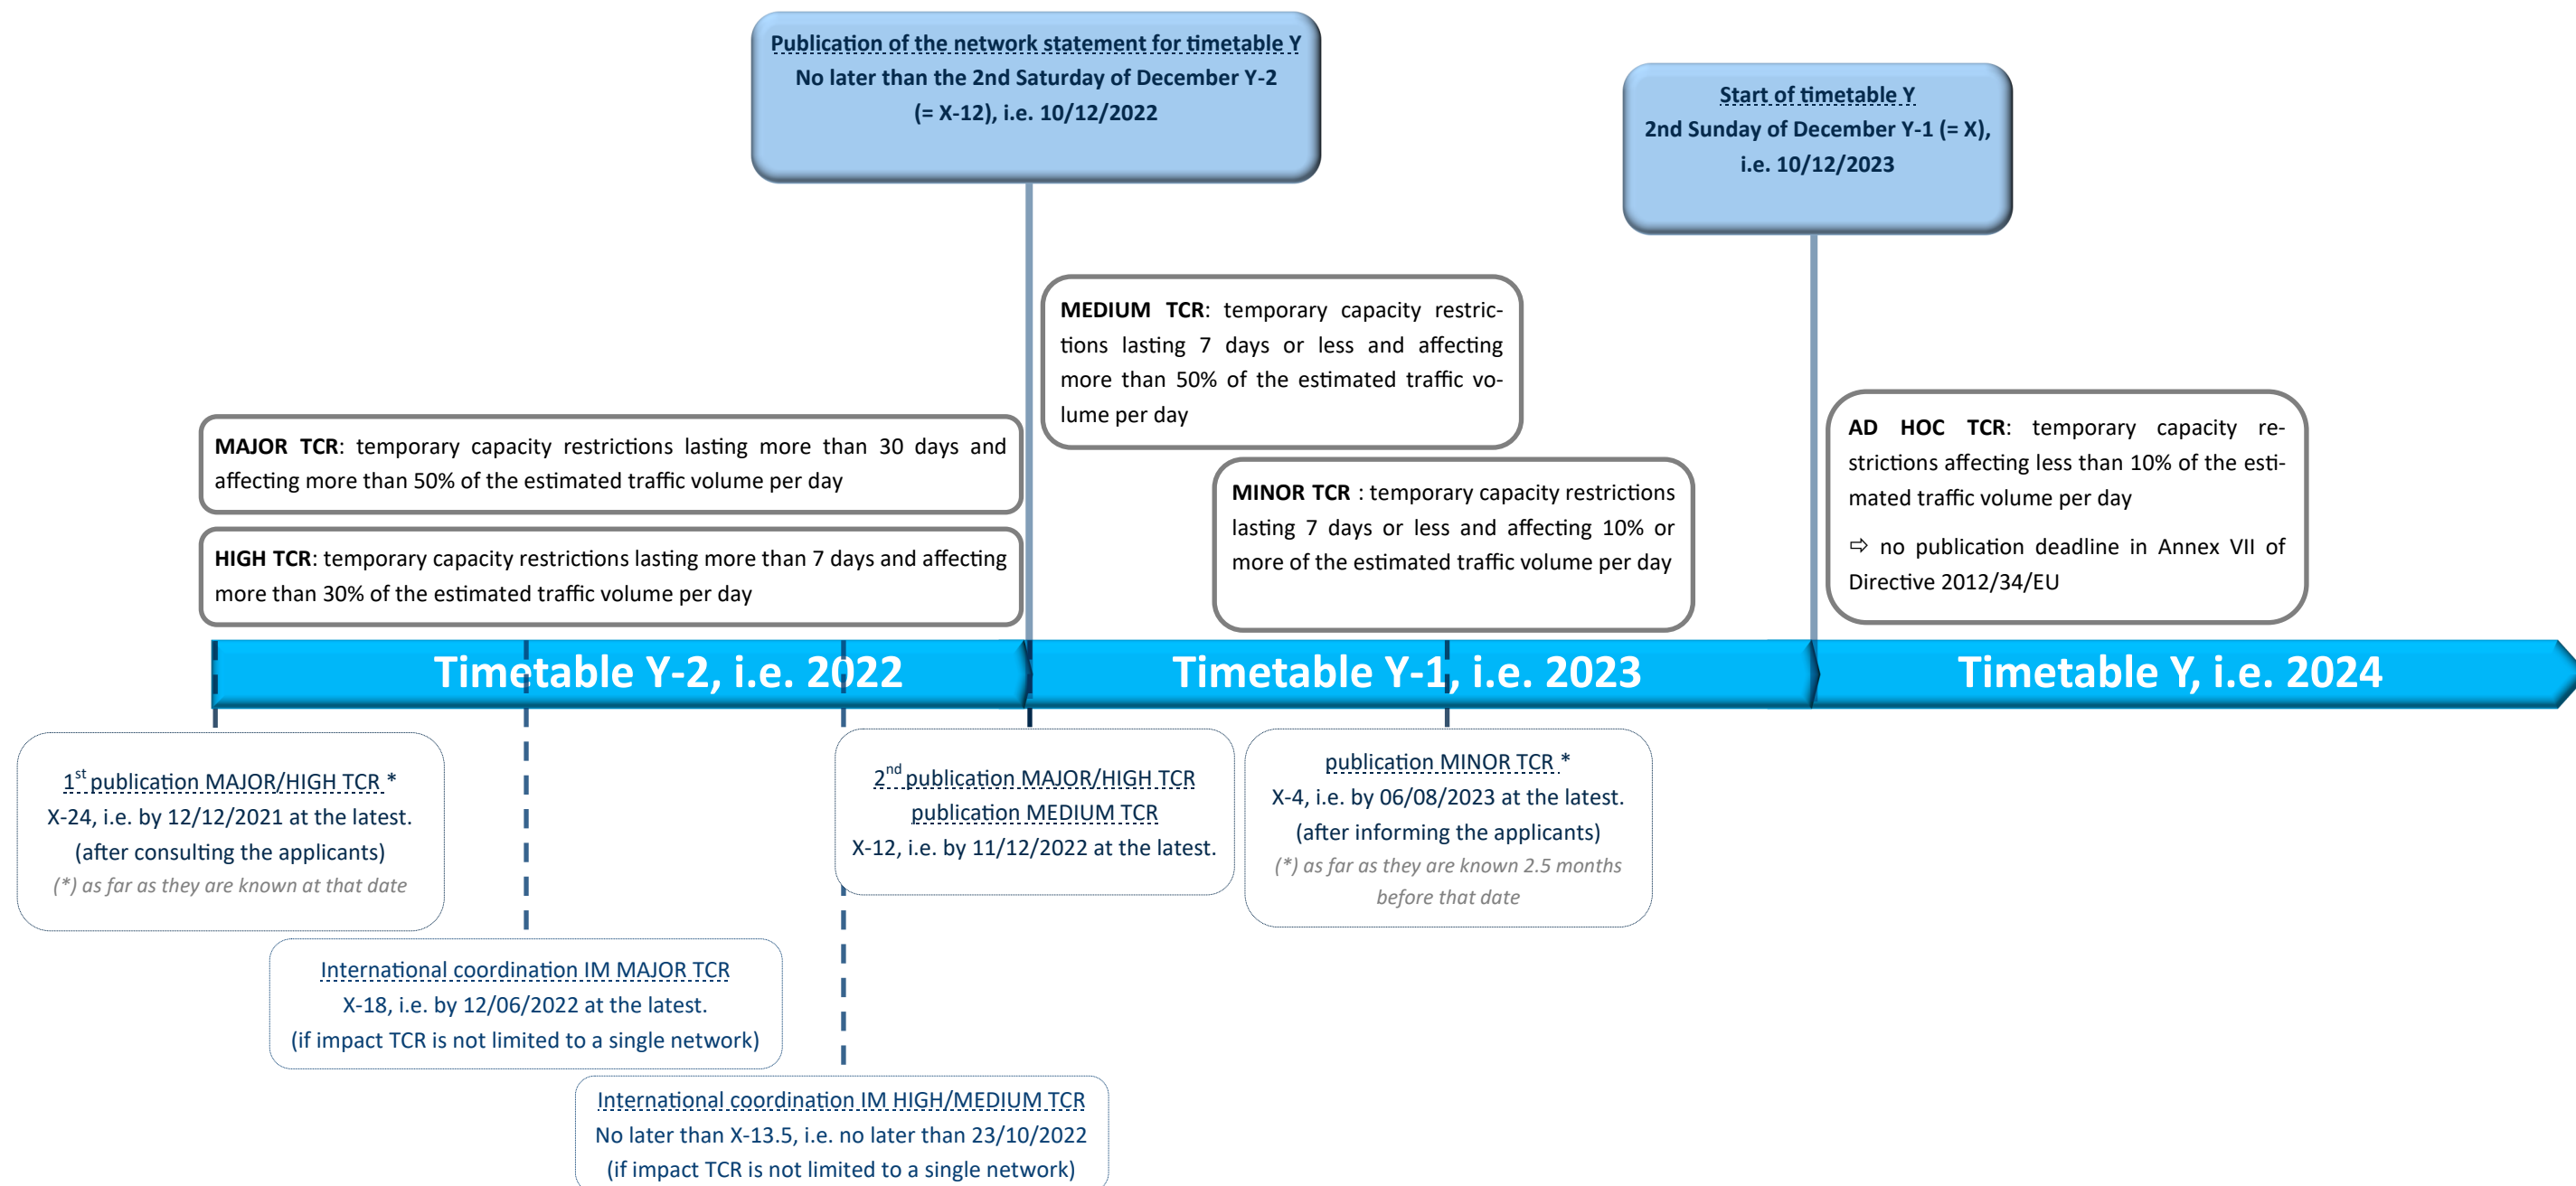 Publication of the network statement for timetable Y
No later than the 2nd Saturday of December Y-2
(= X-12), i.e. 10/12/2022
Start of timetable Y
2nd Sunday of December Y-1 (= X),
i.e. 10/12/2023
MEDIUM TCR: temporary capacity restric-
tions lasting 7 days or less and affecting
more than 50% of the estimated traffic vo-
lume per day
MAJOR TCR: temporary capacity restrictions lasting more than 30 days and
affecting more than 50% of the estimated traffic volume per day
HIGH TCR: temporary capacity restrictions lasting more than 7 days and affecting
more than 30% of the estimated traffic volume per day
MINOR TCR : temporary capacity restrictions
lasting 7 days or less and affecting 10% or
more of the estimated traffic volume per day
AD HOC TCR: temporary capacity re-
strictions affecting less than 10% of the esti-
mated traffic volume per day
⇨ no publication deadline in Annex VII of
Directive 2012/34/EU
Timetable Y-2, i.e. 2022
Timetable Y-1, i.e. 2023
Timetable Y, i.e. 2024
1st publication MAJOR/HIGH TCR *
X-24, i.e. by 12/12/2021 at the latest.
(after consulting the applicants)
(*) as far as they are known at that date
2nd publication MAJOR/HIGH TCR
publication MEDIUM TCR
X-12, i.e. by 11/12/2022 at the latest.
publication MINOR TCR *
X-4, i.e. by 06/08/2023 at the latest.
(after informing the applicants)
(*) as far as they are known 2.5 months
before that date
International coordination IM MAJOR TCR
X-18, i.e. by 12/06/2022 at the latest.
(if impact TCR is not limited to a single network)
International coordination IM HIGH/MEDIUM TCR
No later than X-13.5, i.e. no later than 23/10/2022
(if impact TCR is not limited to a single network)